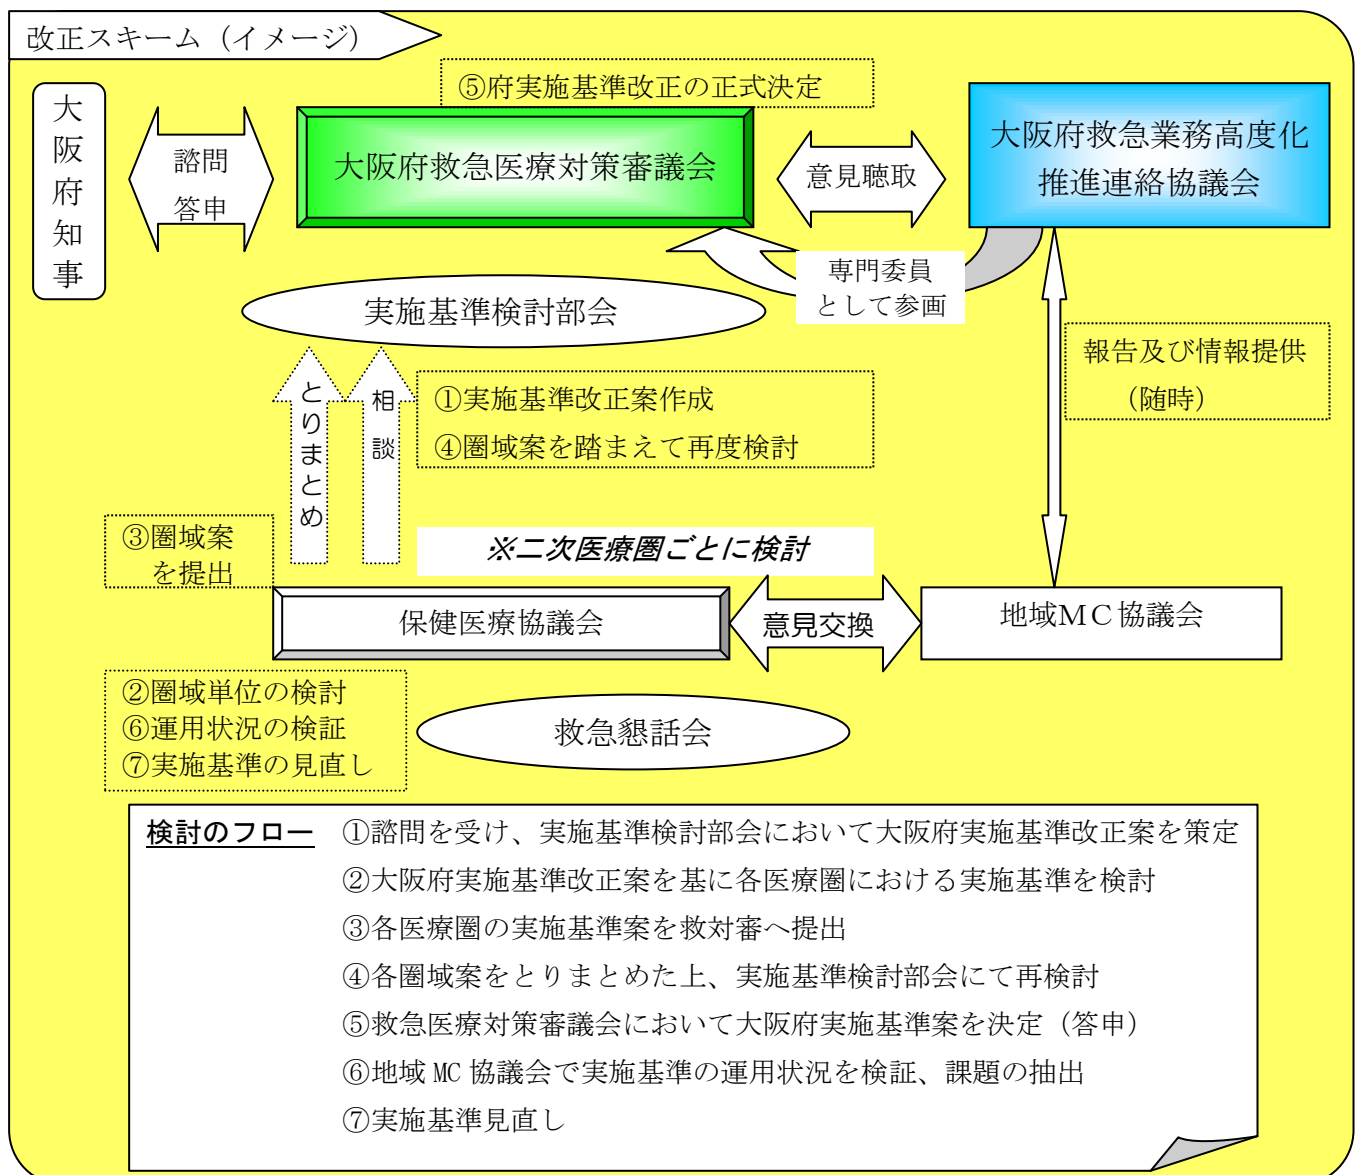 改正スキーム（イメージ）
⑤府実施基準改正の正式決定
大阪府知事
諮問
答申
大阪府救急医療対策審議会
意見聴取
大阪府救急業務高度化
推進連絡協議会
専門委員
として参画
実施基準検討部会
報告及び情報提供
（随時）
とりまとめ
相談
①実施基準改正案作成
④圏域案を踏まえて再度検討
③圏域案
を提出
※二次医療圏ごとに検討
保健医療協議会
意見交換
地域ＭＣ協議会
②圏域単位の検討
⑥運用状況の検証
⑦実施基準の見直し
救急懇話会
検討のフロー ①諮問を受け、実施基準検討部会において大阪府実施基準改正案を策定
②大阪府実施基準改正案を基に各医療圏における実施基準を検討
③各医療圏の実施基準案を救対審へ提出
④各圏域案をとりまとめた上、実施基準検討部会にて再検討
⑤救急医療対策審議会において大阪府実施基準案を決定（答申）
⑥地域 MC 協議会で実施基準の運用状況を検証、課題の抽出
⑦実施基準見直し